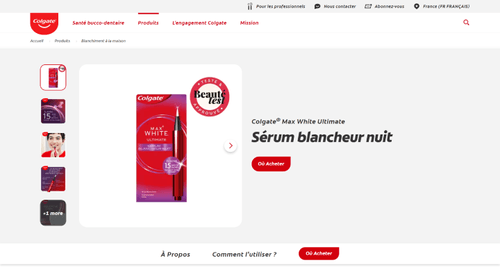 Pour les professionnels
Nous contacter
Abonnez-vous
France (FR FRANÇAIS)
Colgate
Santé bucco-dentaire
Produits
L'engagement Colgate
Mission
Accueil
Produits
Blanchiment à la maison
Colgate
MAX
WHITE
ULTIMATE
Beauté
test
15
+1 more
Colgate® Max White Ultimate
Sérum blancheur nuit
Où Acheter
À Propos
Comment l'utiliser ?
Où Acheter